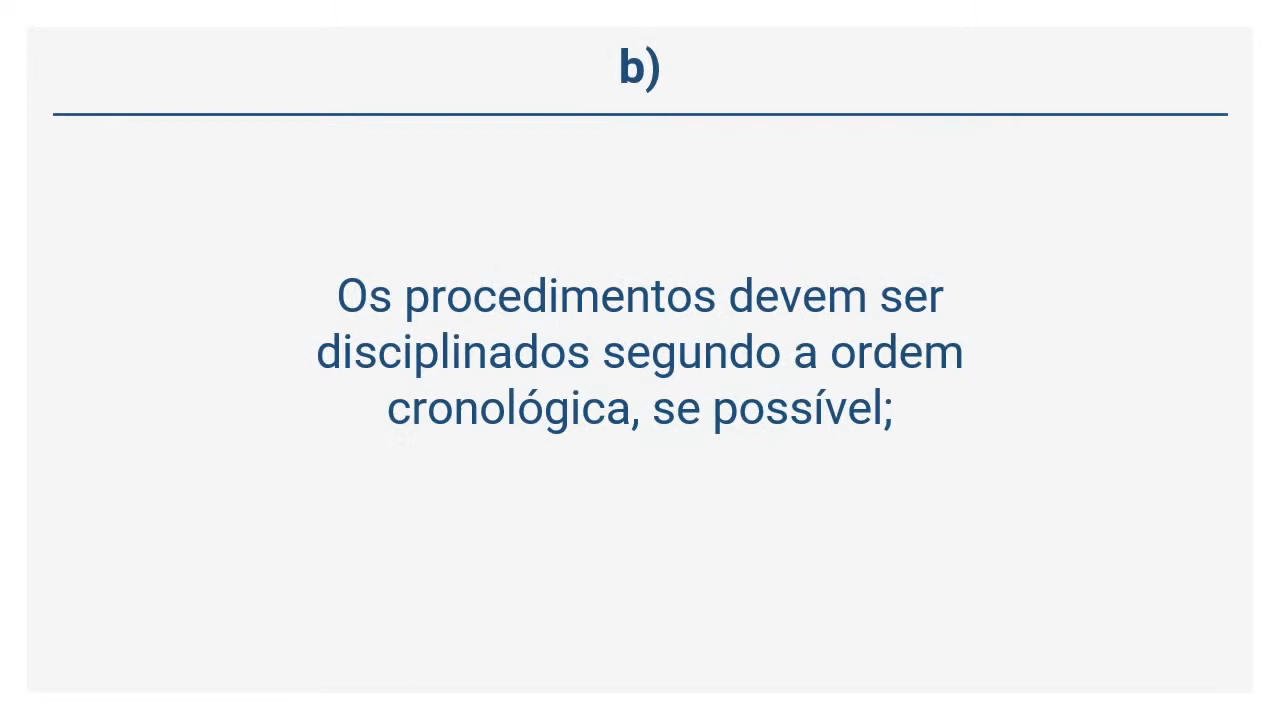 b)
Os procedimentos devem ser
disciplinados segundo a ordem
cronológica, se possível;